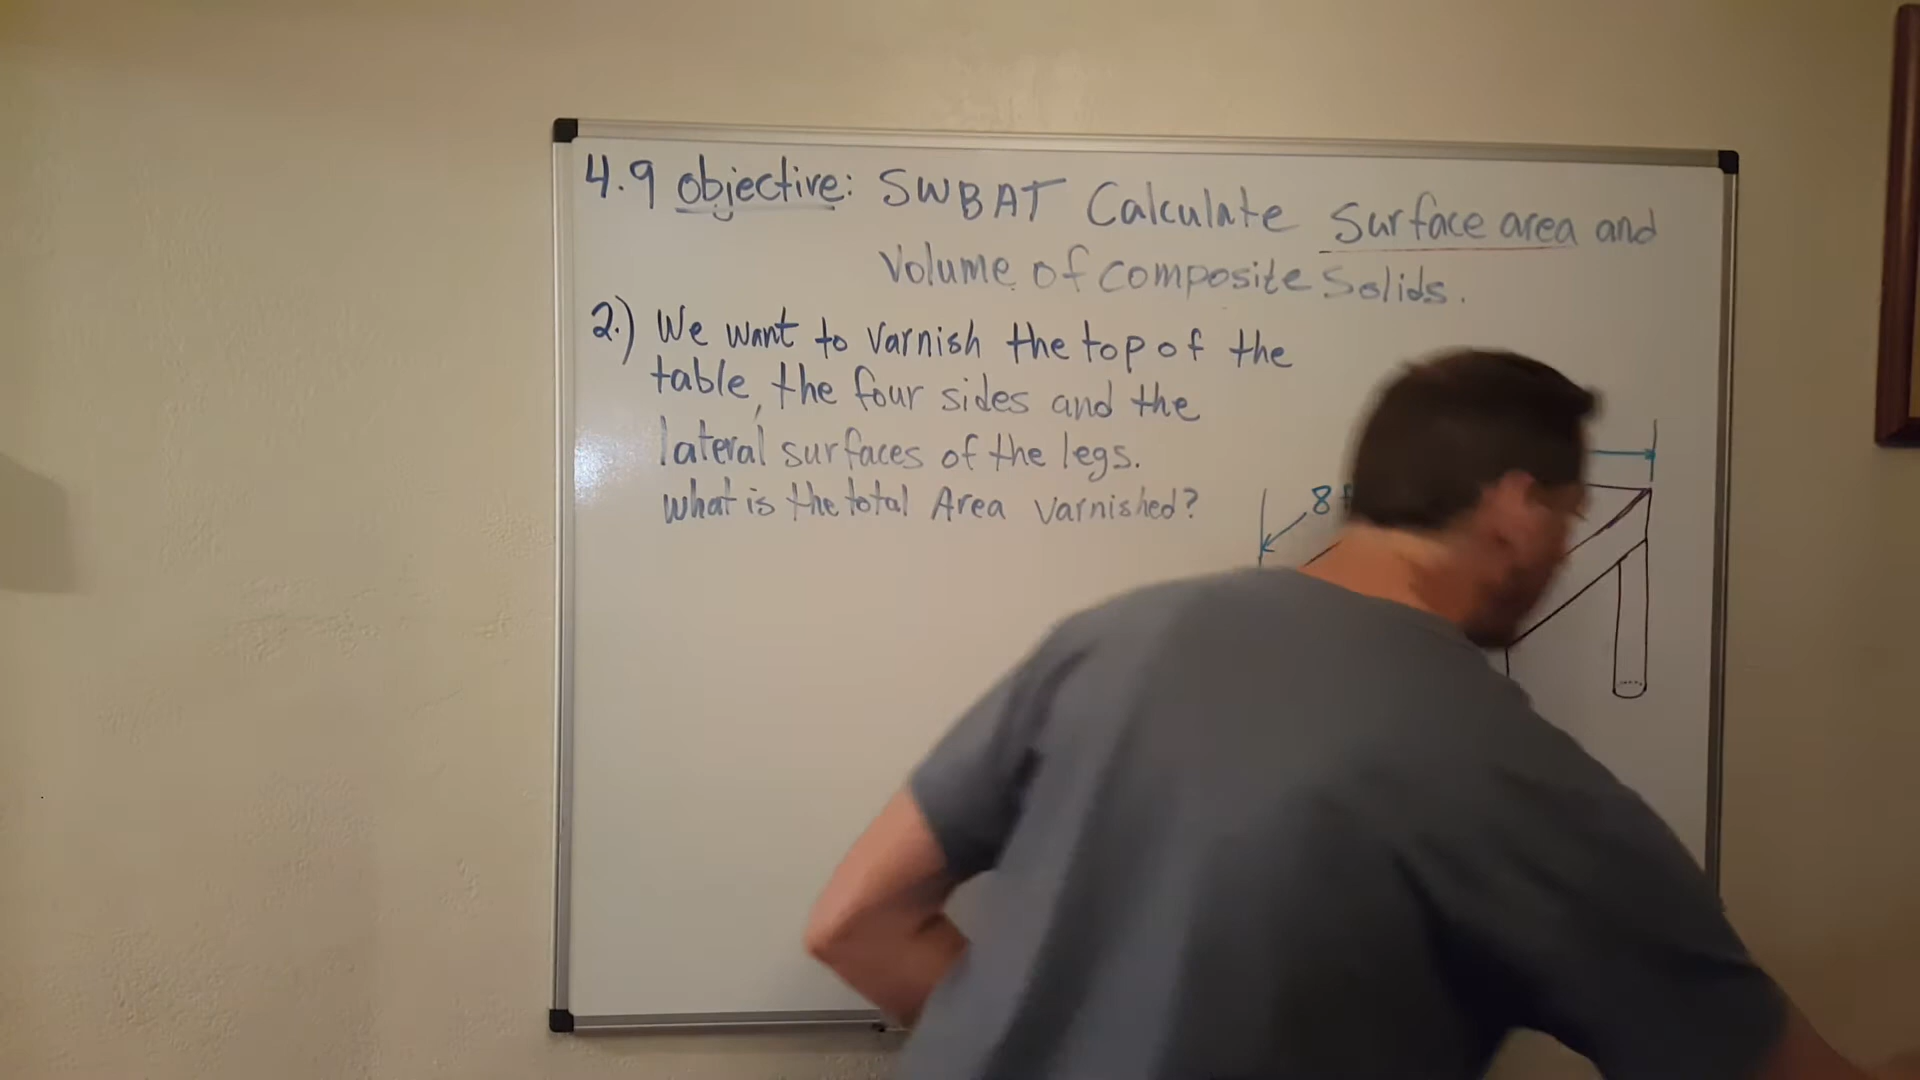 4.9 objective: SWBAT Calculate Surface area and
Volume of Composite Solids.
2.) We want to varnish the top of the
table, the four sides and the
lateral surfaces of the legs.
What is the total Area varnished?
8